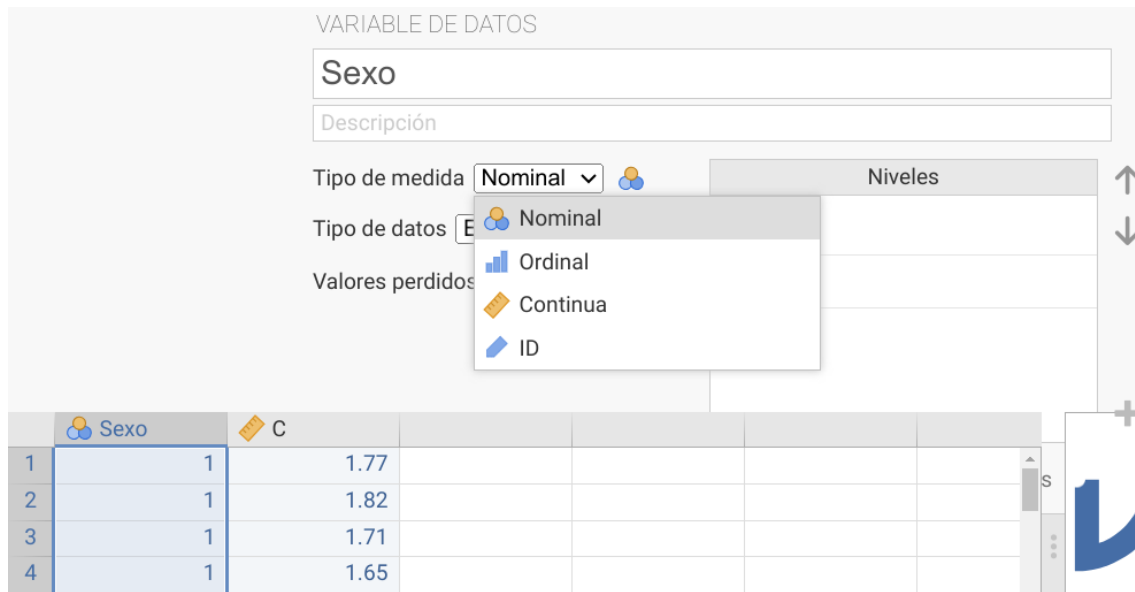 VARIABLE DE DATOS
Sexo
Descripción
Tipo de medida Nominal
Niveles
Tipo de datos E
Nominal
Ordinal
Valores perdidos
Continua
ID
Sexo C
1 1 1.77
2 1 1.82
s
3 1 1.71
4 1 1.65